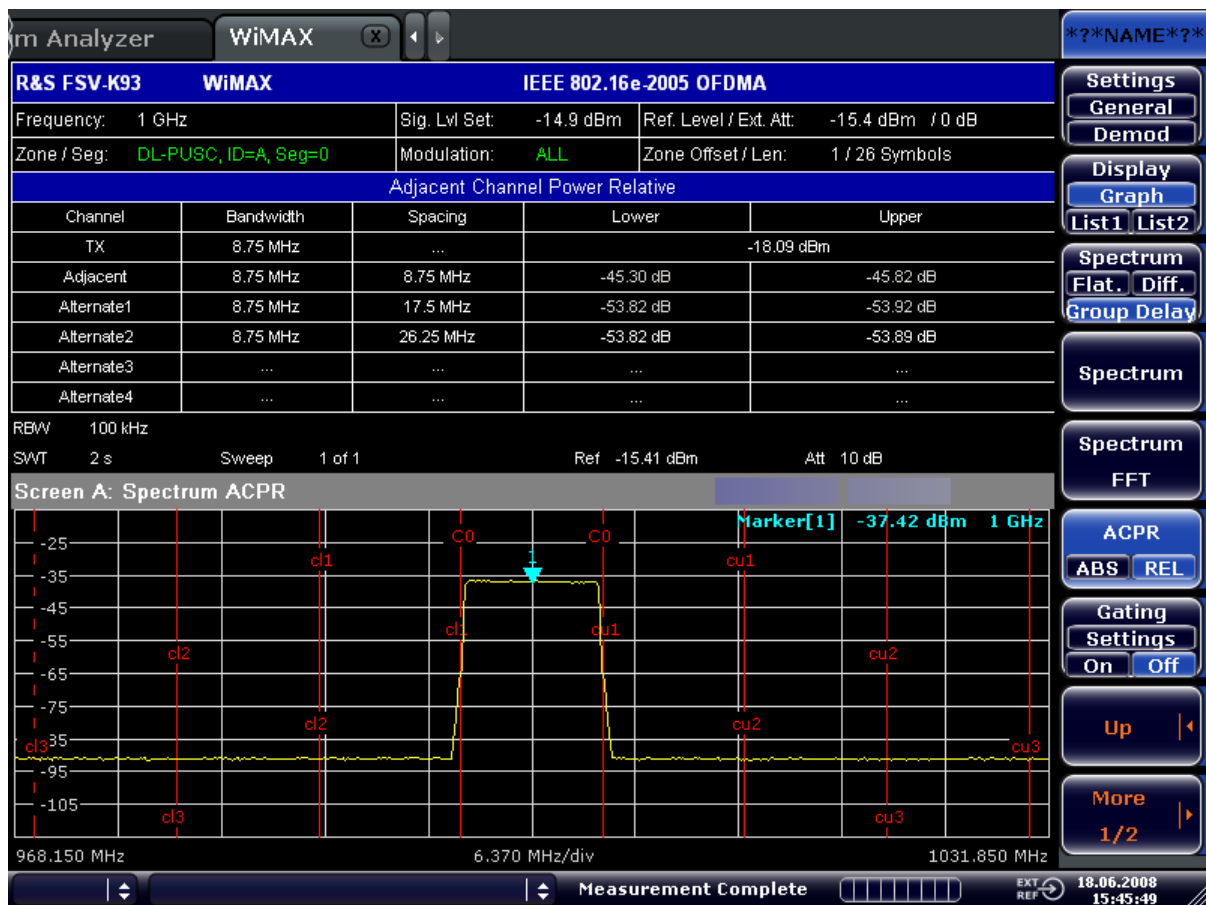 m Analyzer WiMAX X *?*NAME*?*
R&S FSV-K93 WiMAX IEEE 802.16e-2005 OFDMA
Frequency: 1 GHz Sig. Lvl Set: -14.9 dBm Ref. Level / Ext. Att: -15.4 dBm / 0 dB
Zone / Seg: DL-PUSC, ID=A, Seg=0 Modulation: ALL Zone Offset / Len: 1 / 26 Symbols
Adjacent Channel Power Relative
Channel Bandwidth Spacing Lower Upper
TX 8.75 MHz ... -18.09 dBm
Adjacent 8.75 MHz 8.75 MHz -45.30 dB -45.82 dB
Alternate1 8.75 MHz 17.5 MHz -53.82 dB -53.92 dB
Alternate2 8.75 MHz 26.25 MHz -53.82 dB -53.89 dB
Alternate3 ... ... ... ...
Alternate4 ... ... ... ...
RBW 100 kHz
SWT 2 s Sweep 1 of 1 Ref -15.41 dBm Att 10 dB
Screen A: Spectrum ACPR
Marker[1] -37.42 dBm 1 GHz
C0 C0
-25
cl1 1 cu1
-35
-45
cl1 cu1
-55
cl2 cu2
-65
-75
cl2 cu2
cl3 cu3
-95
-105
cl3 cu3
968.150 MHz 6.370 MHz/div 1031.850 MHz
Settings
General
Demod
Display
Graph
List1 List2
Spectrum
Flat. Diff.
Group Delay
Spectrum
Spectrum
FFT
ACPR
ABS REL
Gating
Settings
On Off
Up
More
1/2
Measurement Complete EXT REF 18.06.2008
15:45:49